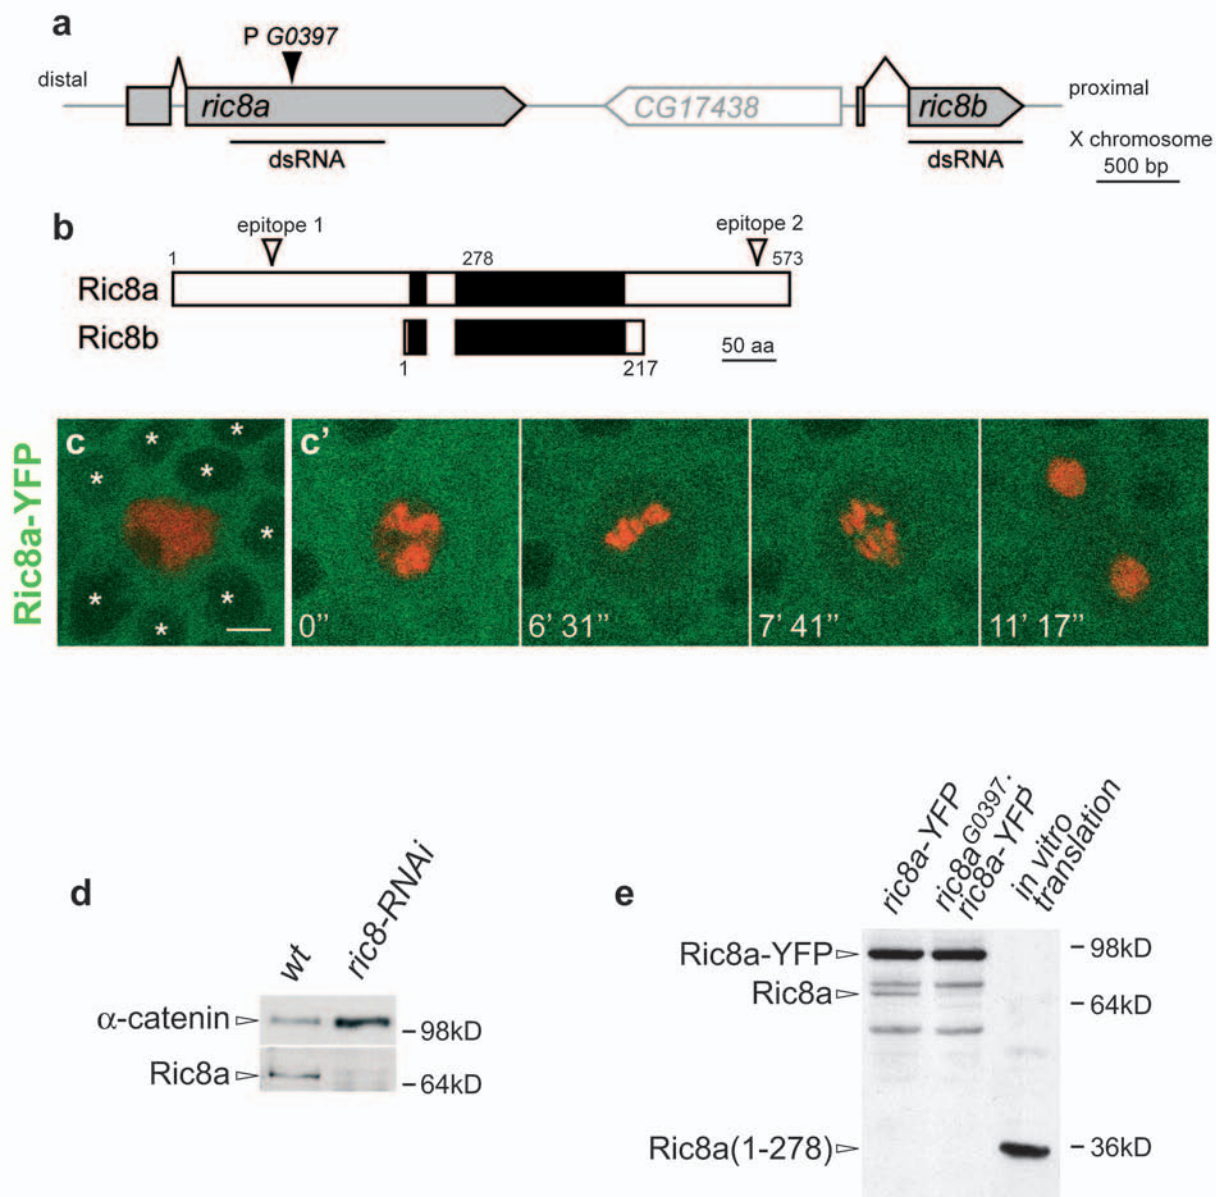 a
P G0397
distal
ric8a
CG17438
ric8b
proximal
dsRNA
dsRNA
X chromosome
500 bp
b
epitope 1
epitope 2
1
278
573
Ric8a
Ric8b
50 aa
1
217
Ric8a-YFP
c
c’
* * * * * * * *
0’’
6’ 31’’
7’ 41’’
11’ 17’’
d
wt
ric8-RNAi
α-catenin
98kD
Ric8a
64kD
e
ric8a-YFP
ric8a G0397;
ric8a-YFP
in vitro
translation
Ric8a-YFP
98kD
Ric8a
64kD
Ric8a(1-278)
36kD